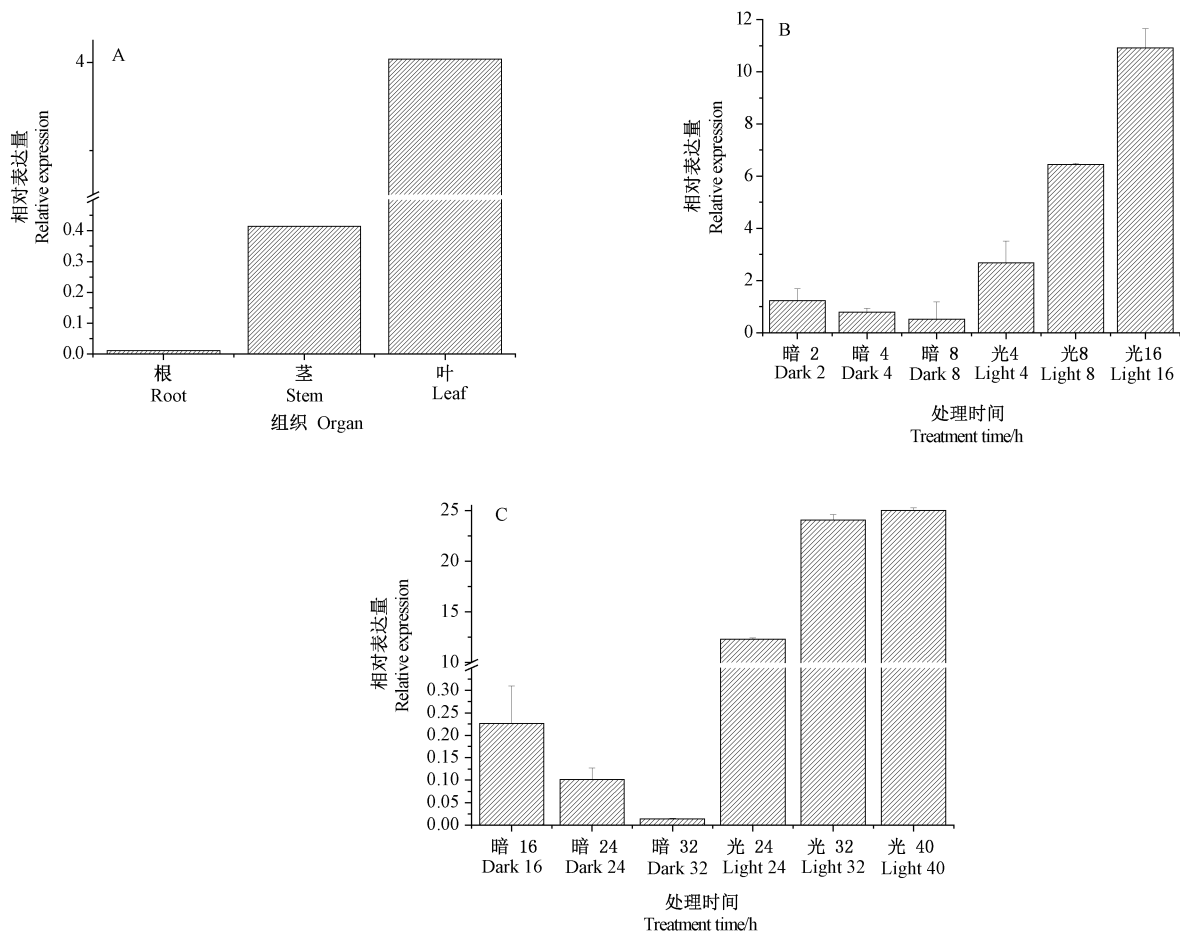 A
4
0.4
0.3
0.2
0.1
0.0
相对表达量
Relative expression
根 茎 叶
Root Stem Leaf
组织 Organ
B
12
10
8
6
4
2
0
相对表达量
Relative expression
暗 2 暗 4 暗 8 光4 光8 光16
Dark 2 Dark 4 Dark 8 Light 4 Light 8 Light 16
处理时间
Treatment time/h
C
25
20
15
10
0.30
0.25
0.20
0.15
0.10
0.05
0.00
相对表达量
Relative expression
暗 16 暗 24 暗 32 光 24 光 32 光 40
Dark 16 Dark 24 Dark 32 Light 24 Light 32 Light 40
处理时间
Treatment time/h